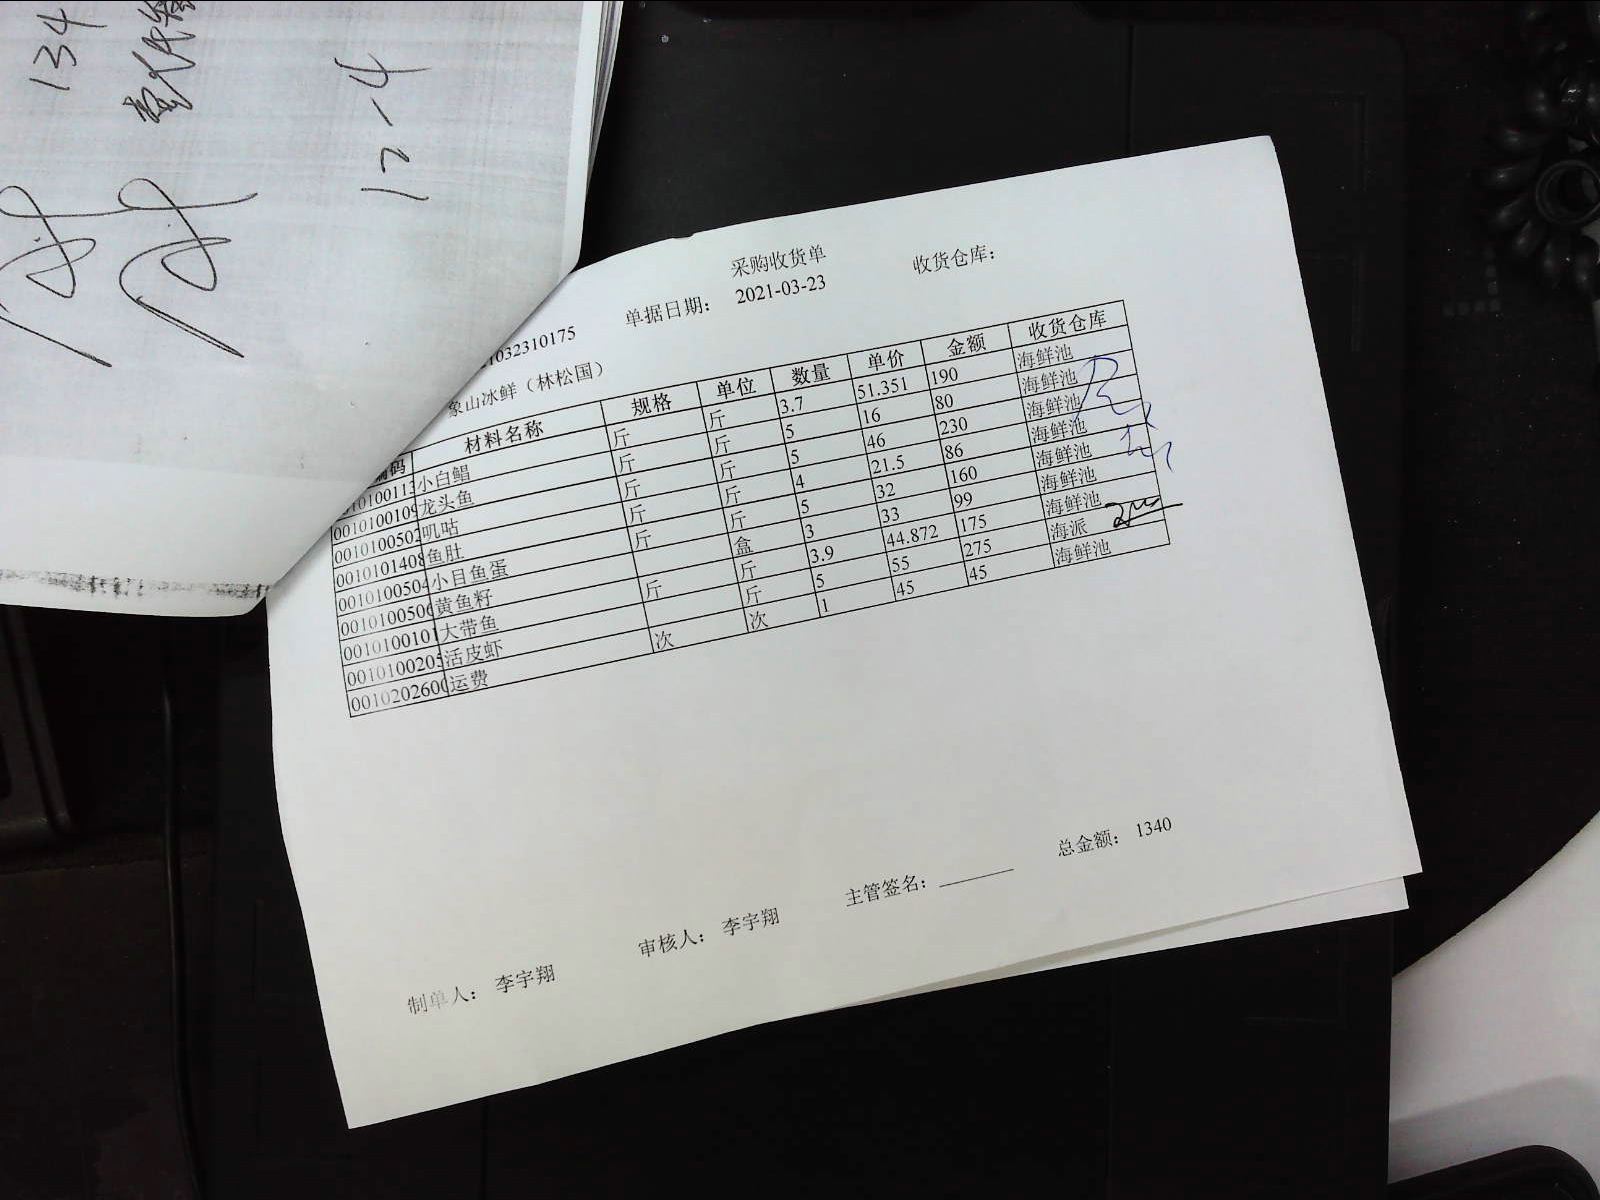 134
17-4
采购收货单
收货仓库：
单据日期： 2021-03-23
1032310175
象山冰鲜（林松国）
编码 材料名称 规格 单位 数量 单价 金额 收货仓库
0010100113 小白鲳 斤 斤 3.7 51.351 190 海鲜池
0010100109 龙头鱼 斤 斤 5 16 80 海鲜池
0010100502 叽咕 斤 斤 5 46 230 海鲜池
0010101408 鱼肚 斤 斤 4 21.5 86 海鲜池
0010100504 小目鱼蛋 斤 斤 5 32 160 海鲜池
0010100506 黄鱼籽 盒 3 33 99 海鲜池
0010100101 大带鱼 斤 斤 3.9 44.872 175 海鲜池
0010100205 活皮虾 斤 5 55 275 海派
0010202600 运费 次 次 1 45 45 海鲜池
总金额： 1340
制单人： 李宇翔 审核人： 李宇翔 主管签名：